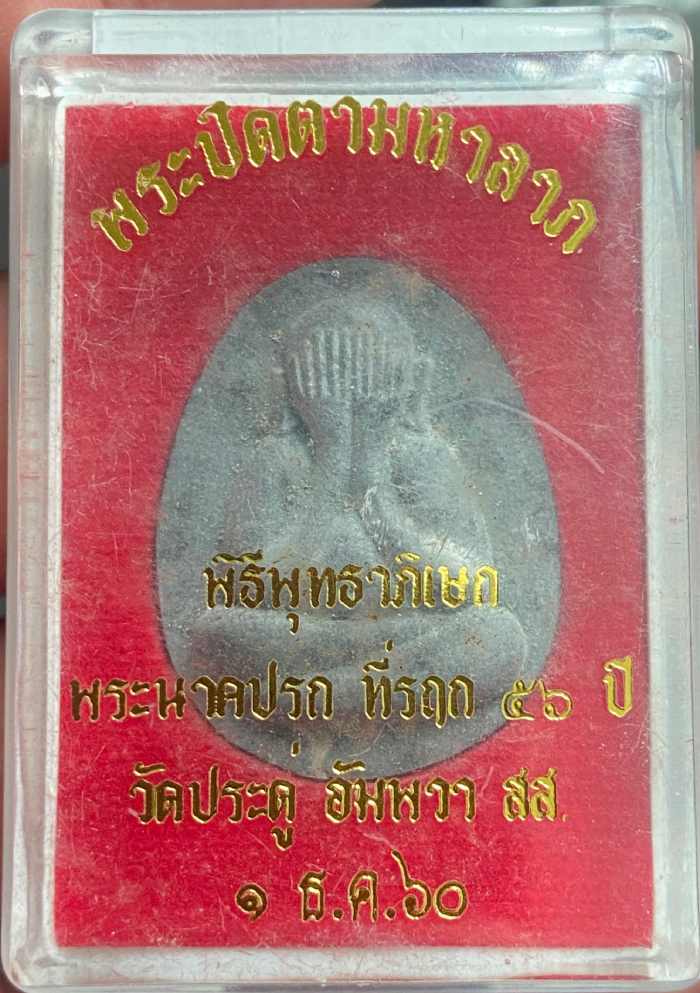 พระปิดตามหาลาภ
พิธีพุทธาภิเษก
พระนาคปรก ที่รฤก ๕๖ ปี
วัดประดู่ อัมพวา สส.
๑ ธ.ค.๖๐